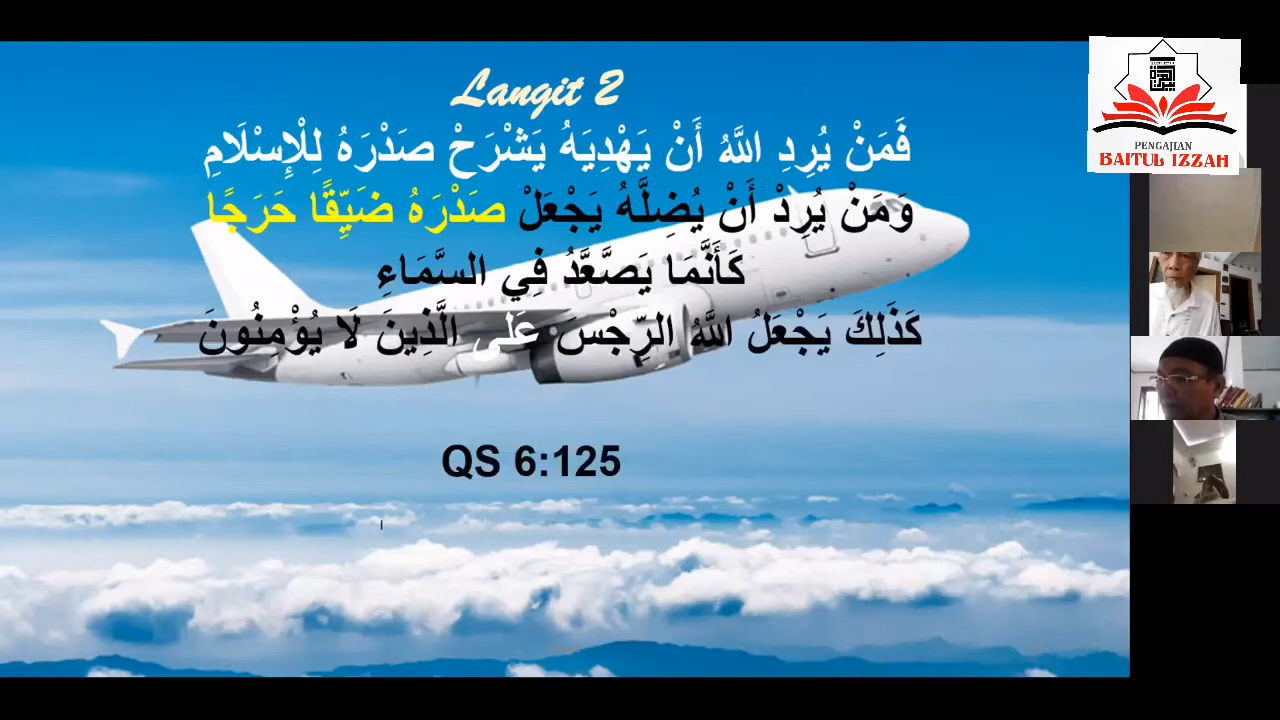 Langit 2
فَمَنْ يُرِدِ اللَّهُ أَنْ يَهْدِيَهُ يَشْرَحْ صَدْرَهُ لِلْإِسْلَامِ
وَمَنْ يُرِدْ أَنْ يُضِلَّهُ يَجْعَلْ صَدْرَهُ ضَيِّقًا حَرَجًا
كَأَنَّمَا يَصَّعَّدُ فِي السَّمَاءِ
كَذَلِكَ يَجْعَلُ اللَّهُ الرِّجْسَ عَلَى الَّذِينَ لَا يُؤْمِنُونَ
QS 6:125
PENGAJIAN
BAITUL IZZAH